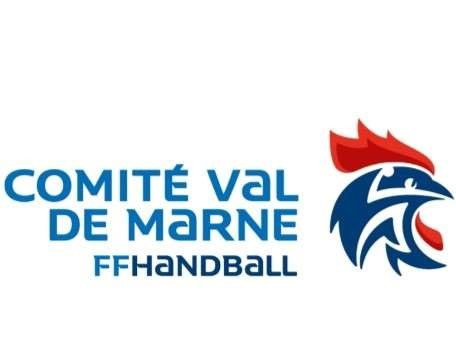 COMITÉ VaL
DE MaRNE
FFHaNDBaLL